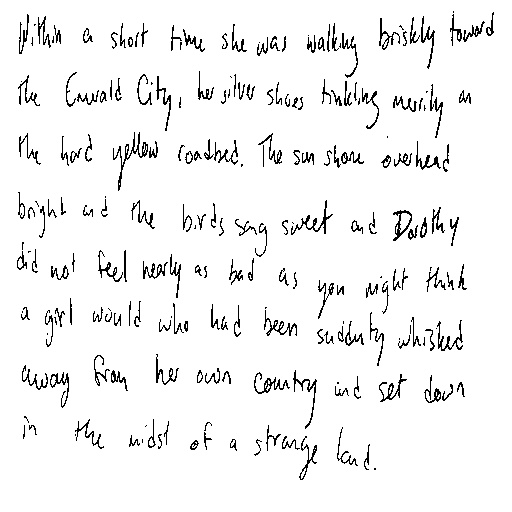 Within a short time she was walking briskly toward
the Emerald City, her silver shoes tinkling merrily on
the hard yellow roadbed. The sun shone overhead
bright and the birds sang sweet and Dorothy
did not feel nearly as bad as you might think
a girl would who had been suddenly whisked
away from her own country and set down
in the midst of a strange land.